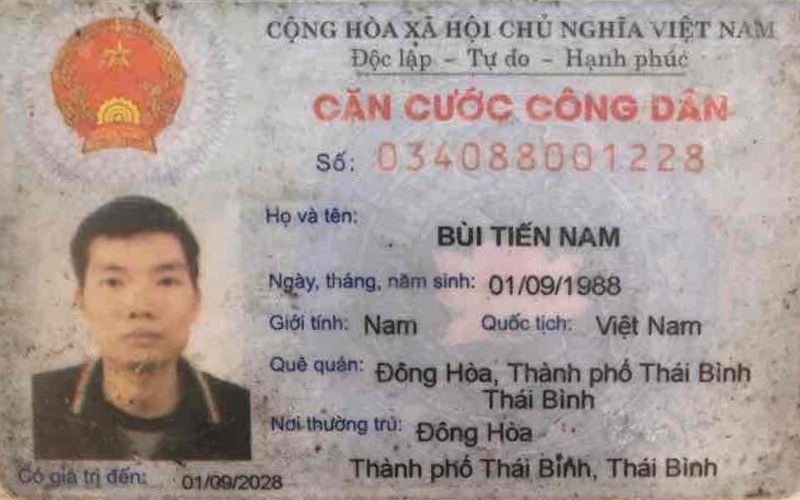 CỘNG HÒA XÃ HỘI CHỦ NGHĨA VIỆT NAM
Độc lập - Tự do - Hạnh phúc
CĂN CƯỚC CÔNG DÂN
Số: 034088001228
Họ và tên:
BÙI TIẾN NAM
Ngày, tháng, năm sinh: 01/09/1988
Giới tính: Nam Quốc tịch: Việt Nam
Quê quán: Đông Hòa, Thành phố Thái Bình
Thái Bình
Nơi thường trú: Đông Hòa
Thành phố Thái Bình, Thái Bình
Có giá trị đến: 01/09/2028